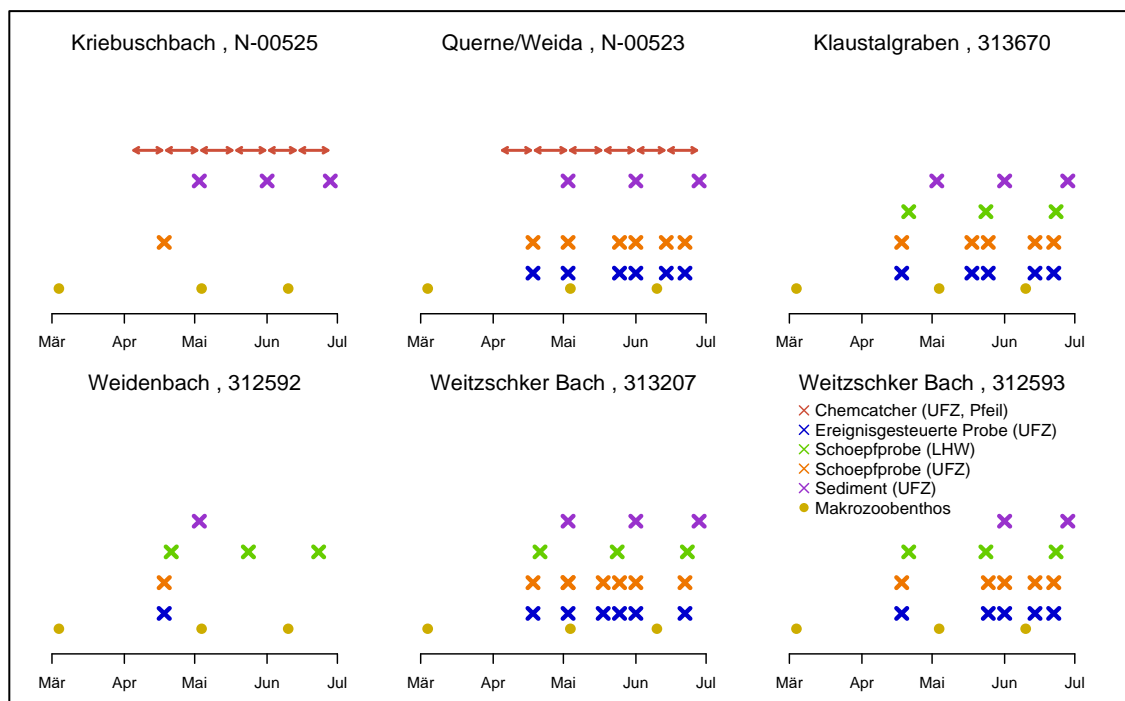 Kriebuschbach , N-00525
Querne/Weida , N-00523
Klaustalgraben , 313670
Mär Apr Mai Jun Jul
Mär Apr Mai Jun Jul
Mär Apr Mai Jun Jul
Weidenbach , 312592
Weitzschker Bach , 313207
Weitzschker Bach , 312593
Chemcatcher (UFZ, Pfeil)
Ereignisgesteuerte Probe (UFZ)
Schoepfprobe (LHW)
Schoepfprobe (UFZ)
Sediment (UFZ)
Makrozoobenthos
Mär Apr Mai Jun Jul
Mär Apr Mai Jun Jul
Mär Apr Mai Jun Jul